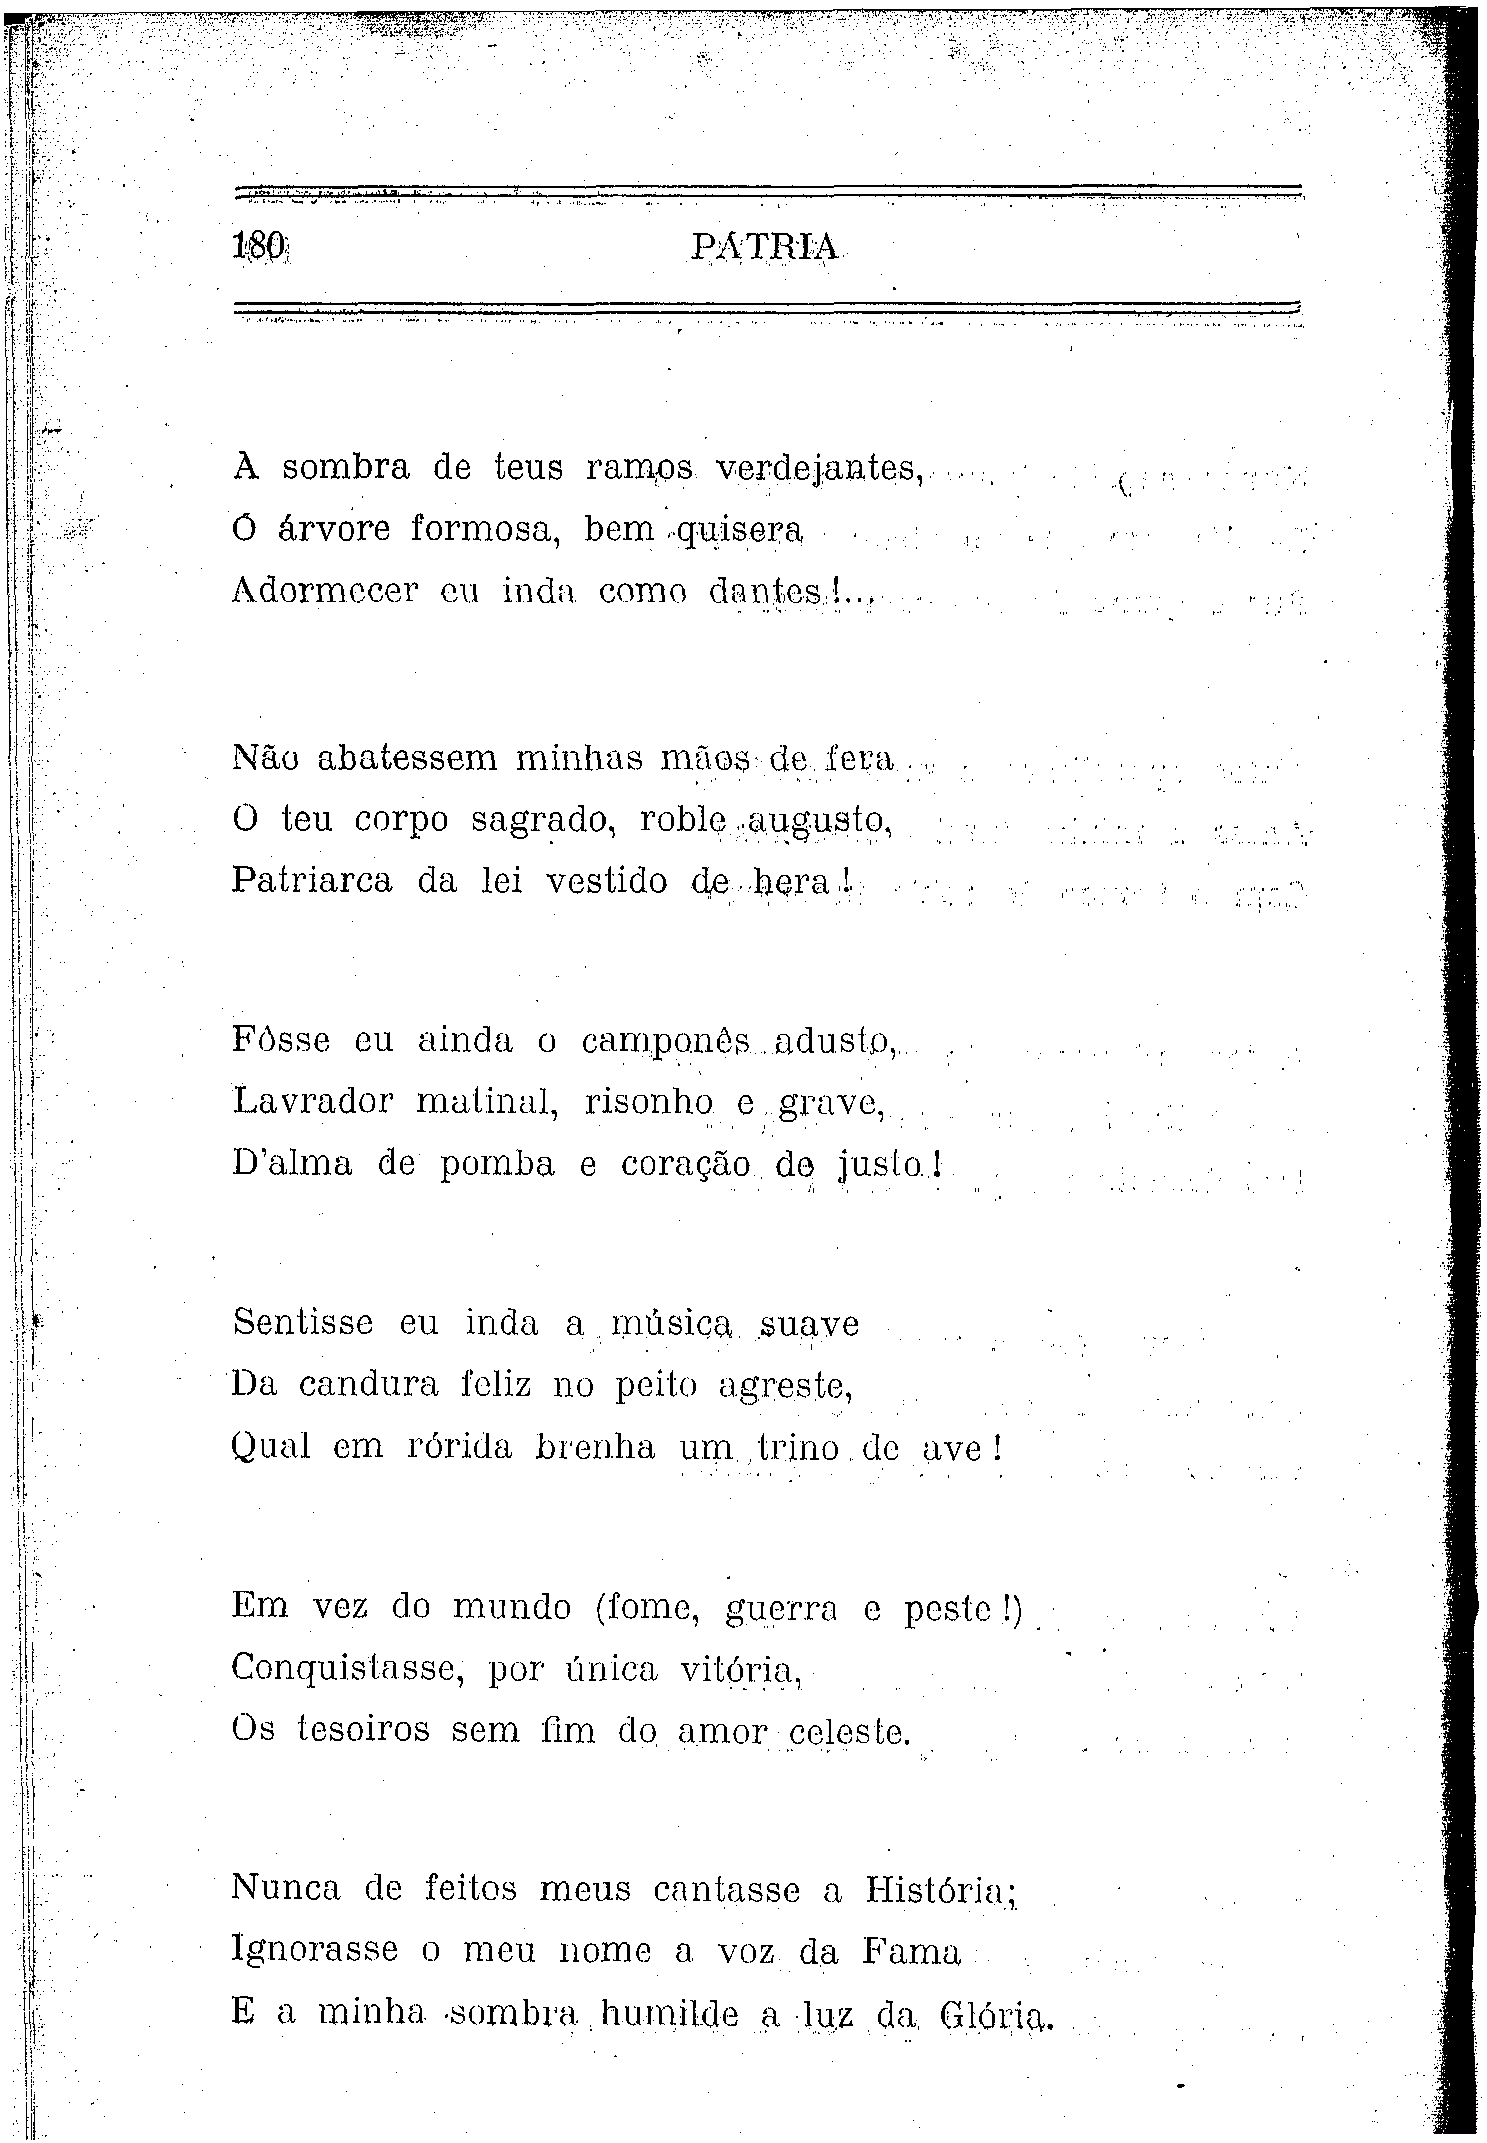 180
PÁTRIA
À sombra de teus ramos verdejantes,
Ó árvore formosa, bem quisera
Adormecer eu inda como dantes!...
Não abatessem minhas mãos de fera
O teu corpo sagrado, roble augusto,
Patriarca da lei vestido de hera!
Fôsse eu ainda o camponês adusto,
Lavrador matinal, risonho e grave,
D'alma de pomba e coração de justo!
Sentisse eu inda a música suave
Da candura feliz no peito agreste,
Qual em rórida brenha um trino de ave!
Em vez do mundo (fome, guerra e peste!)
Conquistasse, por única vitória,
Os tesoiros sem fim do amor celeste.
Nunca de feitos meus cantasse a História;
Ignorasse o meu nome a voz da Fama
E a minha sombra humilde a luz da Glória.